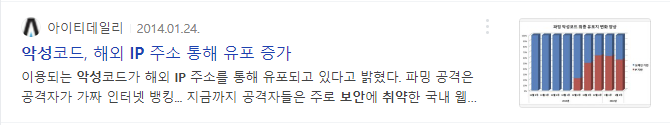 아이티데일리 2014.01.24.
악성코드, 해외 IP 주소 통해 유포 증가
이용되는 악성코드가 해외 IP 주소를 통해 유포되고 있다고 밝혔다. 파밍 공격은
공격자가 가짜 인터넷 뱅킹... 지금까지 공격자들은 주로 보안에 취약한 국내 웹...